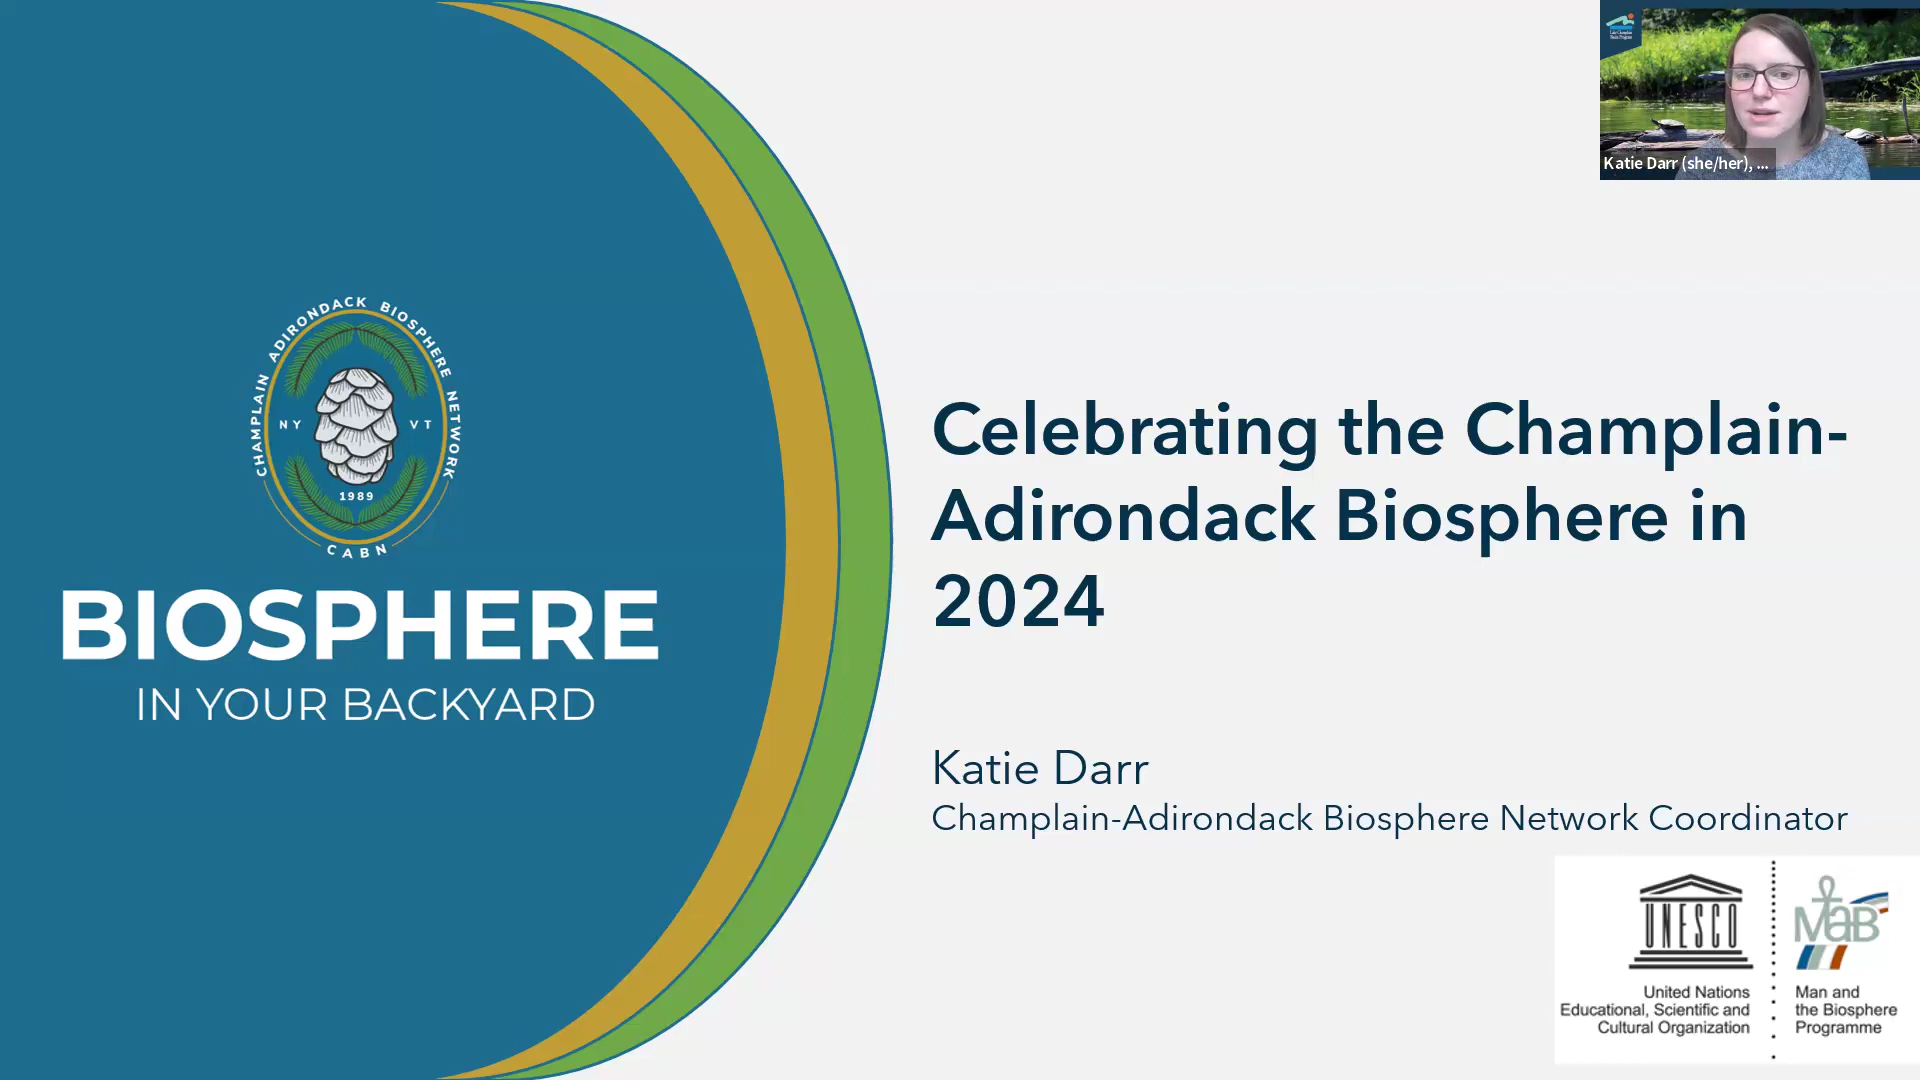 CHAMPLAIN ADIRONDACK BIOSPHERE NETWORK
NY VT
1989
CABN
BIOSPHERE
IN YOUR BACKYARD
Katie Darr (she/her), ...
Celebrating the Champlain-
Adirondack Biosphere in
2024
Katie Darr
Champlain-Adirondack Biosphere Network Coordinator
UNESCO
United Nations
Educational, Scientific and
Cultural Organization
MaB
Man and
the Biosphere
Programme